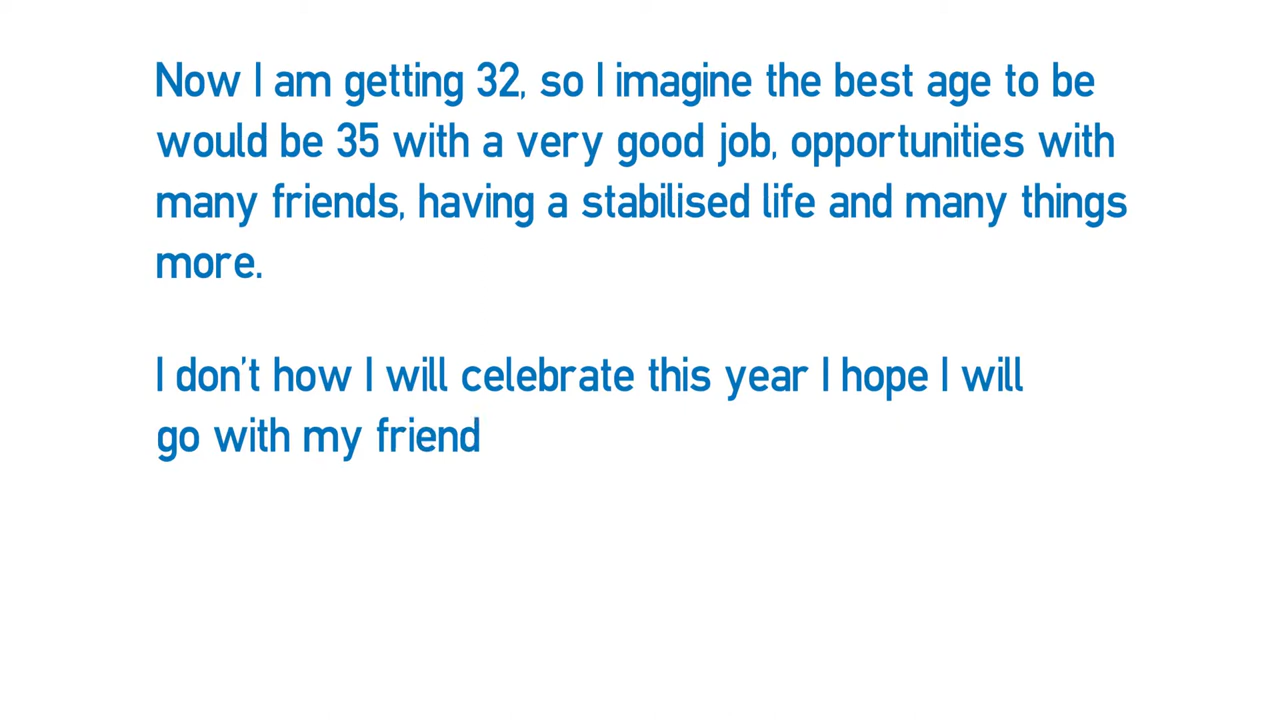 Now I am getting 32, so I imagine the best age to be
would be 35 with a very good job, opportunities with
many friends, having a stabilised life and many things
more.
I don't how I will celebrate this year I hope I will
go with my friend